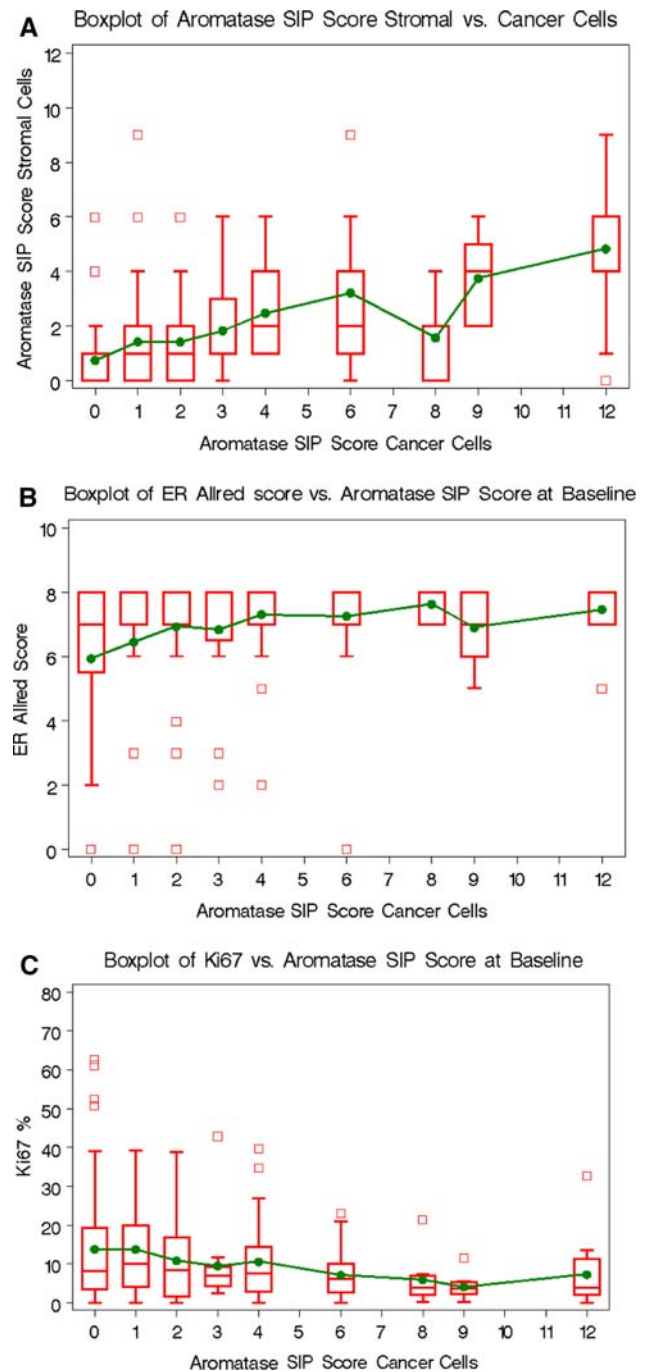 A Boxplot of Aromatase SIP Score Stromal vs. Cancer Cells
Aromatase SIP Score Stromal Cells
12
10
8
6
4
2
0
0 1 2 3 4 5 6 7 8 9 10 11 12
Aromatase SIP Score Cancer Cells
B Boxplot of ER Allred score vs. Aromatase SIP Score at Baseline
ER Allred Score
10
8
6
4
2
0
0 1 2 3 4 5 6 7 8 9 10 11 12
Aromatase SIP Score Cancer Cells
C Boxplot of Ki67 vs. Aromatase SIP Score at Baseline
Ki67 %
80
70
60
50
40
30
20
10
0
0 1 2 3 4 5 6 7 8 9 10 11 12
Aromatase SIP Score Cancer Cells